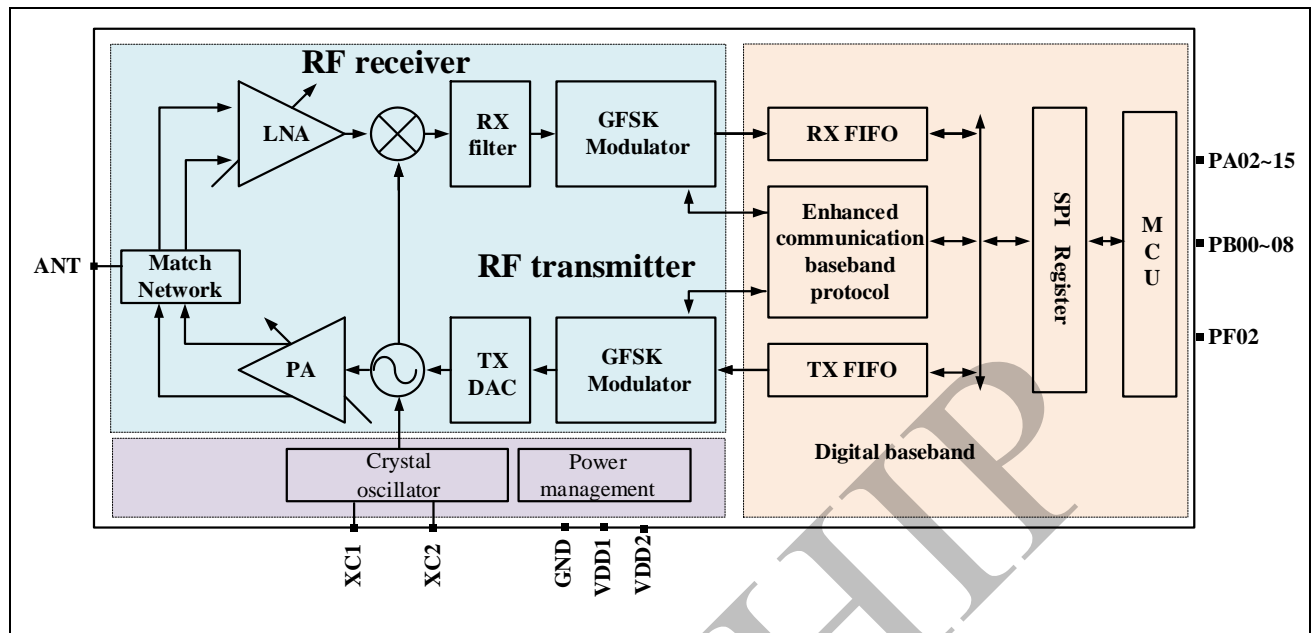 RF receiver
LNA
RX
filter
GFSK
Modulator
RX FIFO
PA02~15
Enhanced
communication
baseband
protocol
SPI Register
MCU
PB00~08
ANT
Match
Network
RF transmitter
PF02
PA
TX
DAC
GFSK
Modulator
TX FIFO
Digital baseband
Crystal
oscillator
Power
management
XC1
XC2
GND
VDD1
VDD2
HIP